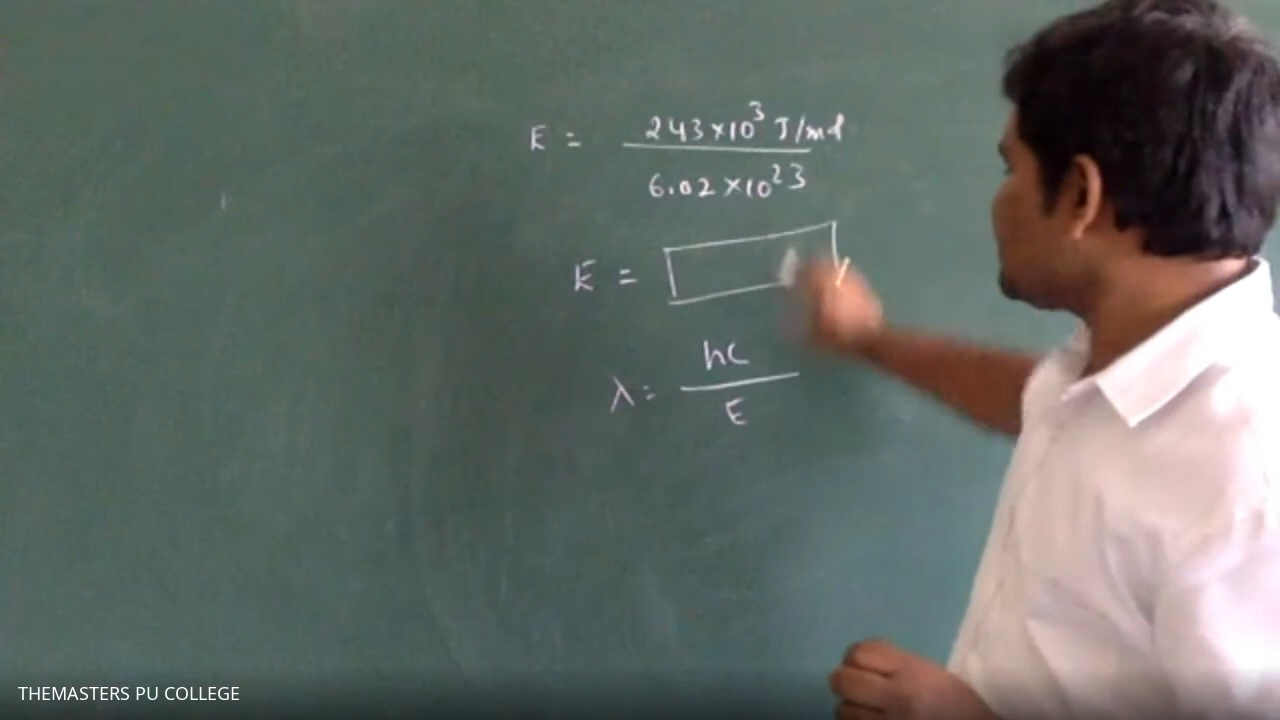 E = 243×10³ J/mol
6.02×10²³
E =
λ = hc
E
THEMASTERS PU COLLEGE